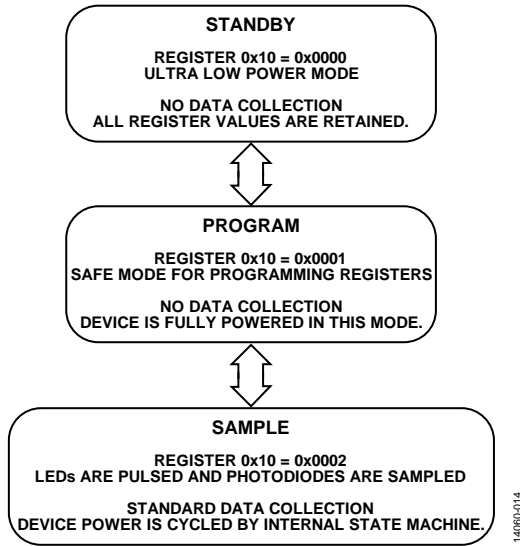 STANDBY
REGISTER 0x10 = 0x0000
ULTRA LOW POWER MODE
NO DATA COLLECTION
ALL REGISTER VALUES ARE RETAINED.
PROGRAM
REGISTER 0x10 = 0x0001
SAFE MODE FOR PROGRAMMING REGISTERS
NO DATA COLLECTION
DEVICE IS FULLY POWERED IN THIS MODE.
SAMPLE
REGISTER 0x10 = 0x0002
LEDs ARE PULSED AND PHOTODIODES ARE SAMPLED
STANDARD DATA COLLECTION
DEVICE POWER IS CYCLED BY INTERNAL STATE MACHINE.
14060-014